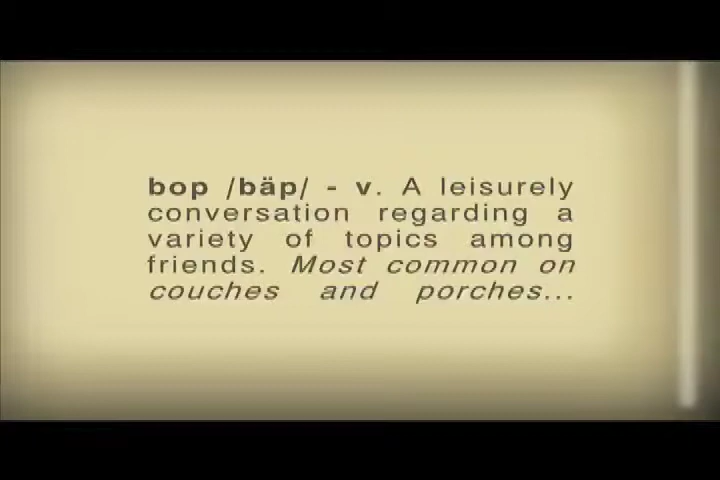 bop /bäp/ - v. A leisurely
conversation regarding a
variety of topics among
friends. Most common on
couches and porches...